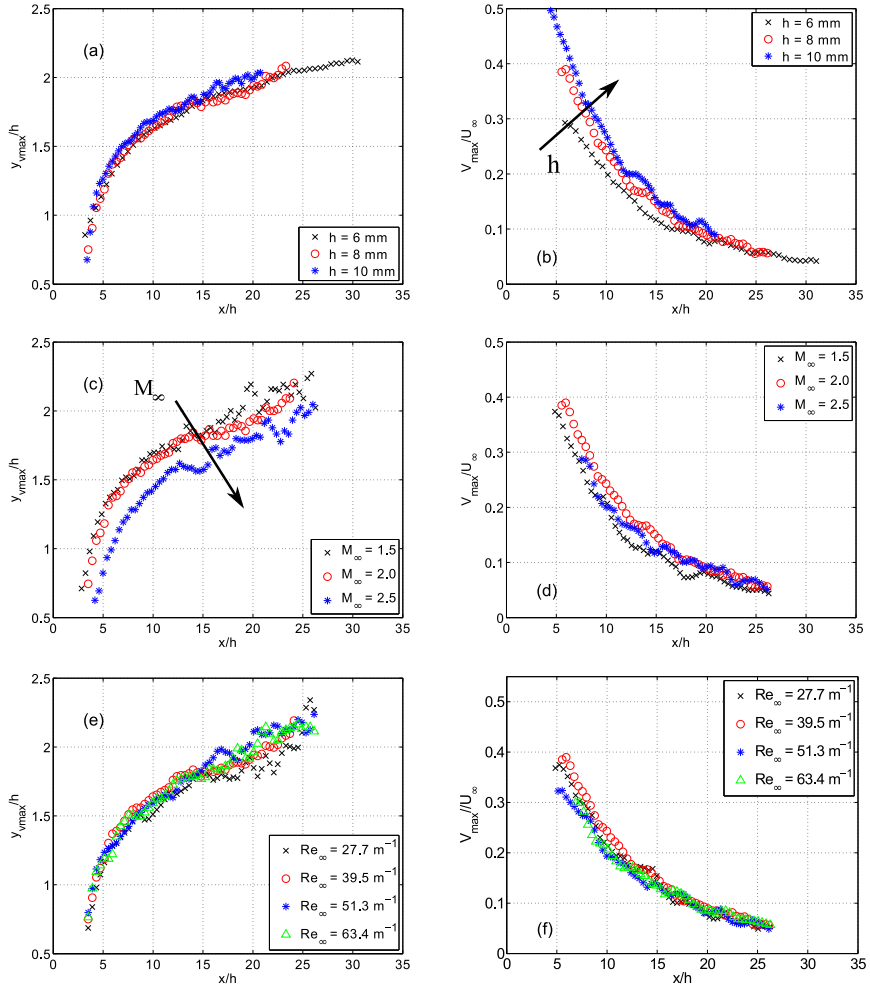 (a)
y_vmax/h
2.5
2
1.5
1
0.5
0 5 10 15 20 25 30 35
x/h
× h = 6 mm
○ h = 8 mm
* h = 10 mm
(b)
V_max/U_∞
0.5
0.4
0.3
0.2
0.1
0
0 5 10 15 20 25 30 35
x/h
× h = 6 mm
○ h = 8 mm
* h = 10 mm
h
(c)
y_vmax/h
2.5
2
1.5
1
0.5
0 5 10 15 20 25 30 35
x/h
M_∞
× M_∞ = 1.5
○ M_∞ = 2.0
* M_∞ = 2.5
(d)
V_max/U_∞
0.5
0.4
0.3
0.2
0.1
0
0 5 10 15 20 25 30 35
x/h
× M_∞ = 1.5
○ M_∞ = 2.0
* M_∞ = 2.5
(e)
y_vmax/h
2.5
2
1.5
1
0.5
0 5 10 15 20 25 30 35
x/h
× Re_∞ = 27.7 m⁻¹
○ Re_∞ = 39.5 m⁻¹
* Re_∞ = 51.3 m⁻¹
△ Re_∞ = 63.4 m⁻¹
(f)
V_max//U_∞
0.5
0.4
0.3
0.2
0.1
0
0 5 10 15 20 25 30 35
x/h
× Re_∞ = 27.7 m⁻¹
○ Re_∞ = 39.5 m⁻¹
* Re_∞ = 51.3 m⁻¹
△ Re_∞ = 63.4 m⁻¹